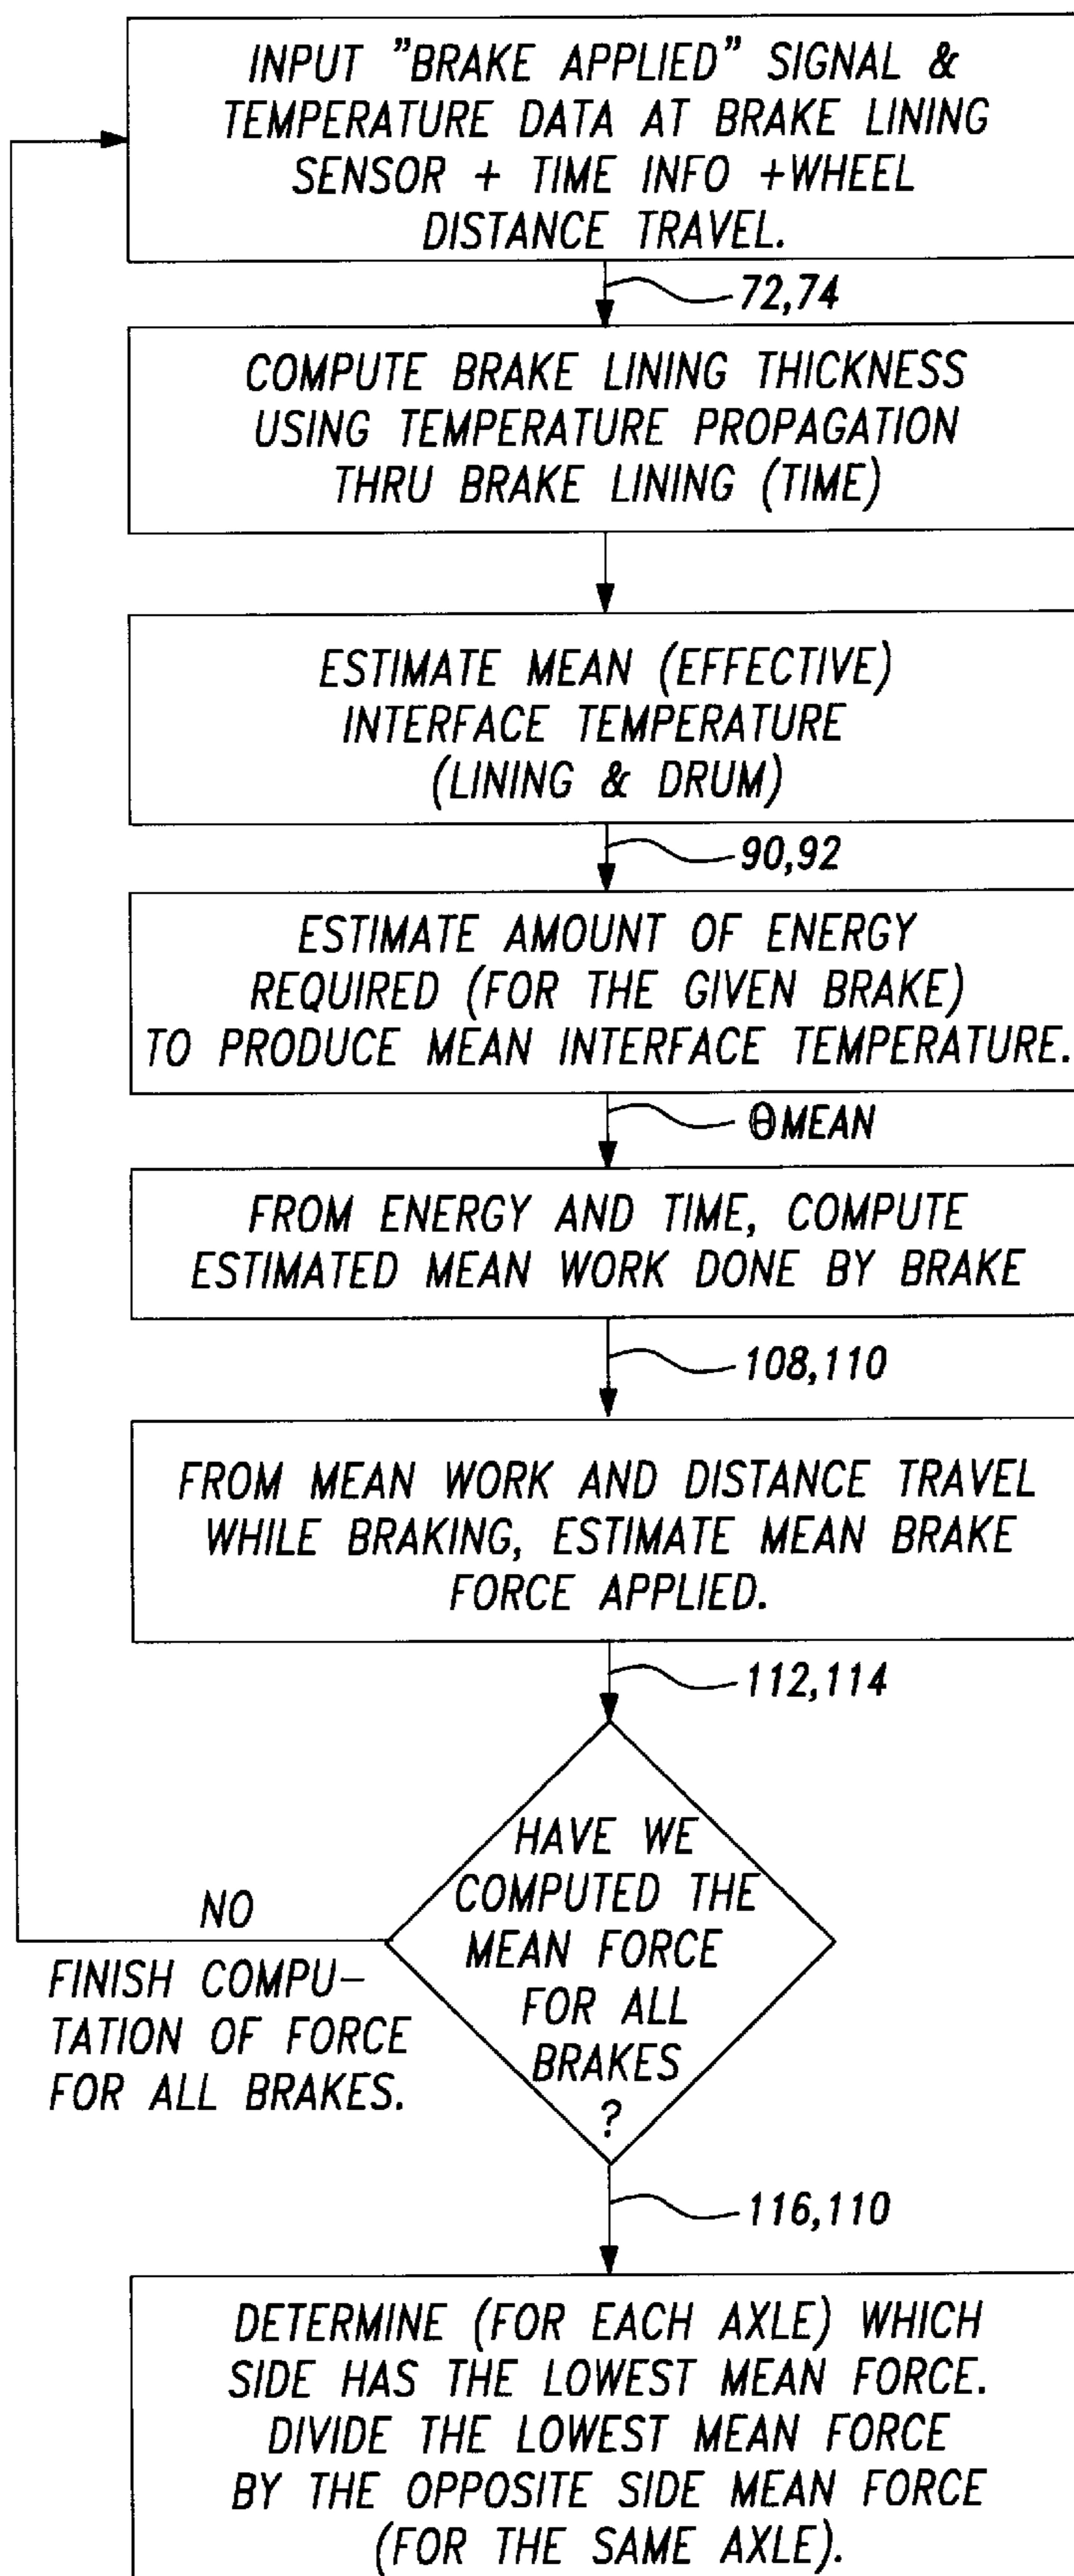 INPUT "BRAKE APPLIED" SIGNAL &
TEMPERATURE DATA AT BRAKE LINING
SENSOR + TIME INFO +WHEEL
DISTANCE TRAVEL.
72,74
COMPUTE BRAKE LINING THICKNESS
USING TEMPERATURE PROPAGATION
THRU BRAKE LINING (TIME)
ESTIMATE MEAN (EFFECTIVE)
INTERFACE TEMPERATURE
(LINING & DRUM)
90,92
ESTIMATE AMOUNT OF ENERGY
REQUIRED (FOR THE GIVEN BRAKE)
TO PRODUCE MEAN INTERFACE TEMPERATURE.
ΘMEAN
FROM ENERGY AND TIME, COMPUTE
ESTIMATED MEAN WORK DONE BY BRAKE
108,110
FROM MEAN WORK AND DISTANCE TRAVEL
WHILE BRAKING, ESTIMATE MEAN BRAKE
FORCE APPLIED.
112,114
HAVE WE
COMPUTED THE
MEAN FORCE
FOR ALL
BRAKES
?
NO
FINISH COMPU-
TATION OF FORCE
FOR ALL BRAKES.
116,110
DETERMINE (FOR EACH AXLE) WHICH
SIDE HAS THE LOWEST MEAN FORCE.
DIVIDE THE LOWEST MEAN FORCE
BY THE OPPOSITE SIDE MEAN FORCE
(FOR THE SAME AXLE).